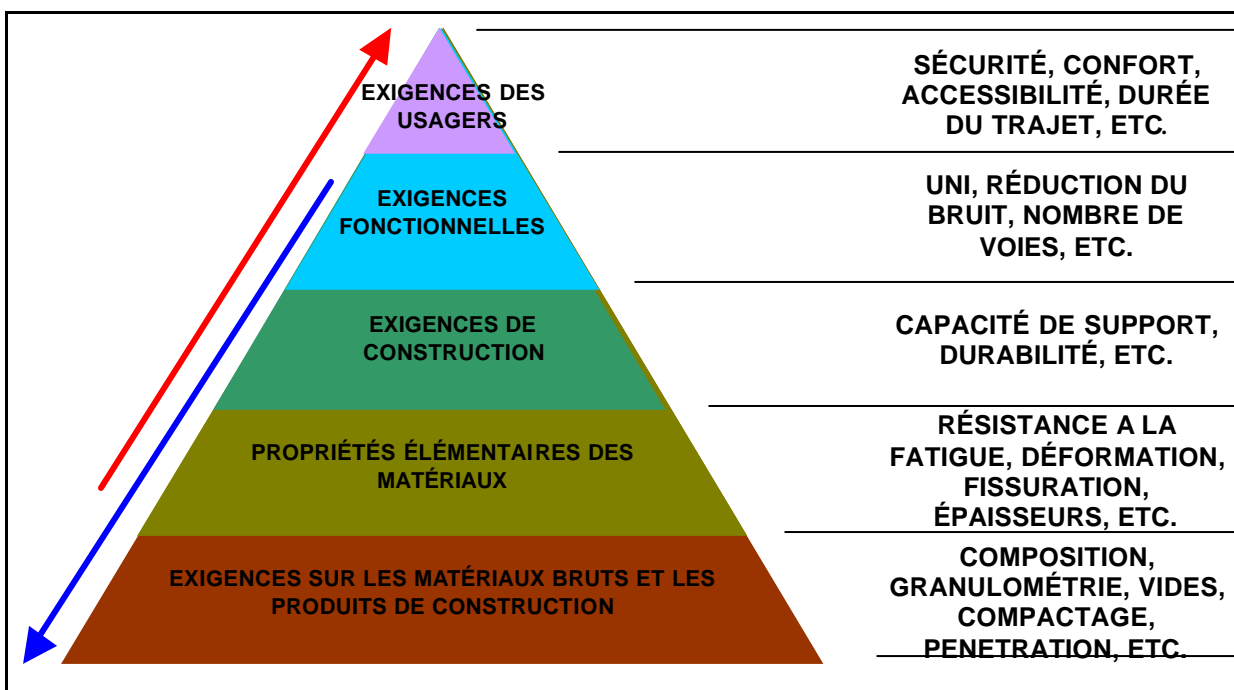 EXIGENCES DES
USAGERS
SÉCURITÉ, CONFORT,
ACCESSIBILITÉ, DURÉE
DU TRAJET, ETC.
EXIGENCES
FONCTIONNELLES
UNI, RÉDUCTION DU
BRUIT, NOMBRE DE
VOIES, ETC.
EXIGENCES DE
CONSTRUCTION
CAPACITÉ DE SUPPORT,
DURABILITÉ, ETC.
PROPRIÉTÉS ÉLÉMENTAIRES DES
MATÉRIAUX
RÉSISTANCE A LA
FATIGUE, DÉFORMATION,
FISSURATION,
ÉPAISSEURS, ETC.
EXIGENCES SUR LES MATÉRIAUX BRUTS ET LES
PRODUITS DE CONSTRUCTION
COMPOSITION,
GRANULOMÉTRIE, VIDES,
COMPACTAGE,
PENETRATION, ETC.